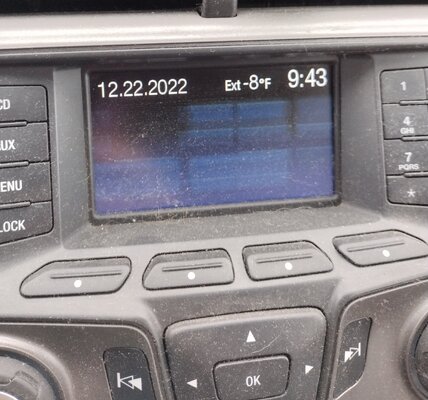 12.22.2022 Ext -8°F 9:43
CD
1
UX
4
GHI
ENU
7
PQRS
LOCK
*
OK